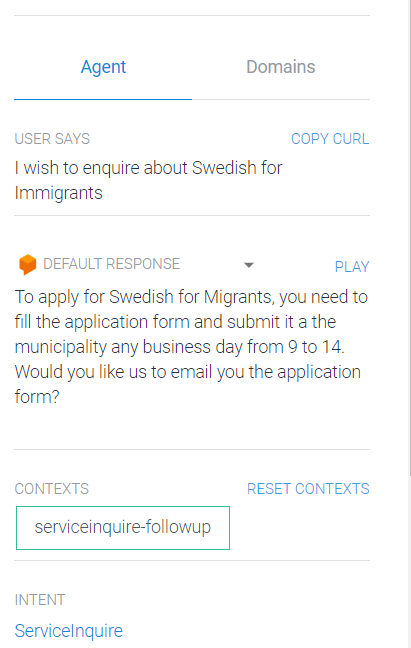 Agent Domains
USER SAYS COPY CURL
I wish to enquire about Swedish for
Immigrants
DEFAULT RESPONSE PLAY
To apply for Swedish for Migrants, you need to
fill the application form and submit it a the
municipality any business day from 9 to 14.
Would you like us to email you the application
form?
CONTEXTS RESET CONTEXTS
serviceinquire-followup
INTENT
ServiceInquire